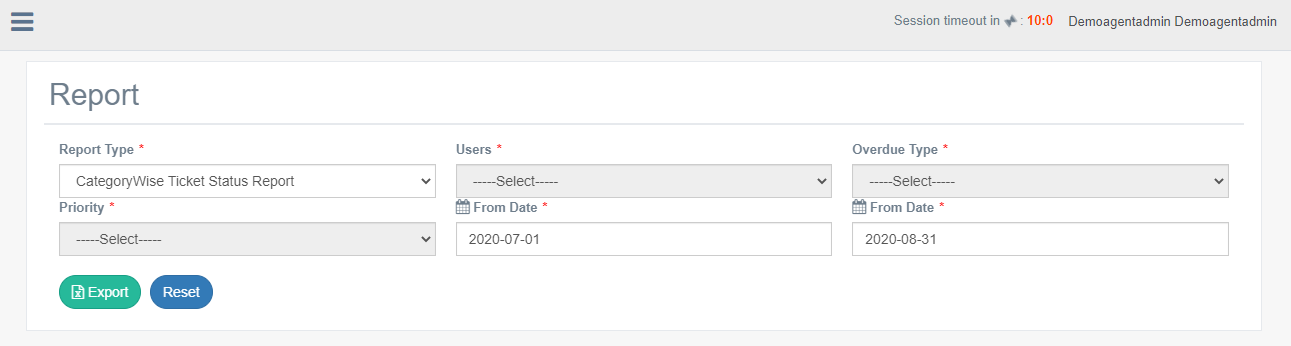 Session timeout in : 10:0 Demoagentadmin Demoagentadmin
Report
Report Type * Users * Overdue Type *
CategoryWise Ticket Status Report -----Select----- -----Select-----
Priority * From Date * From Date *
-----Select----- 2020-07-01 2020-08-31
Export Reset